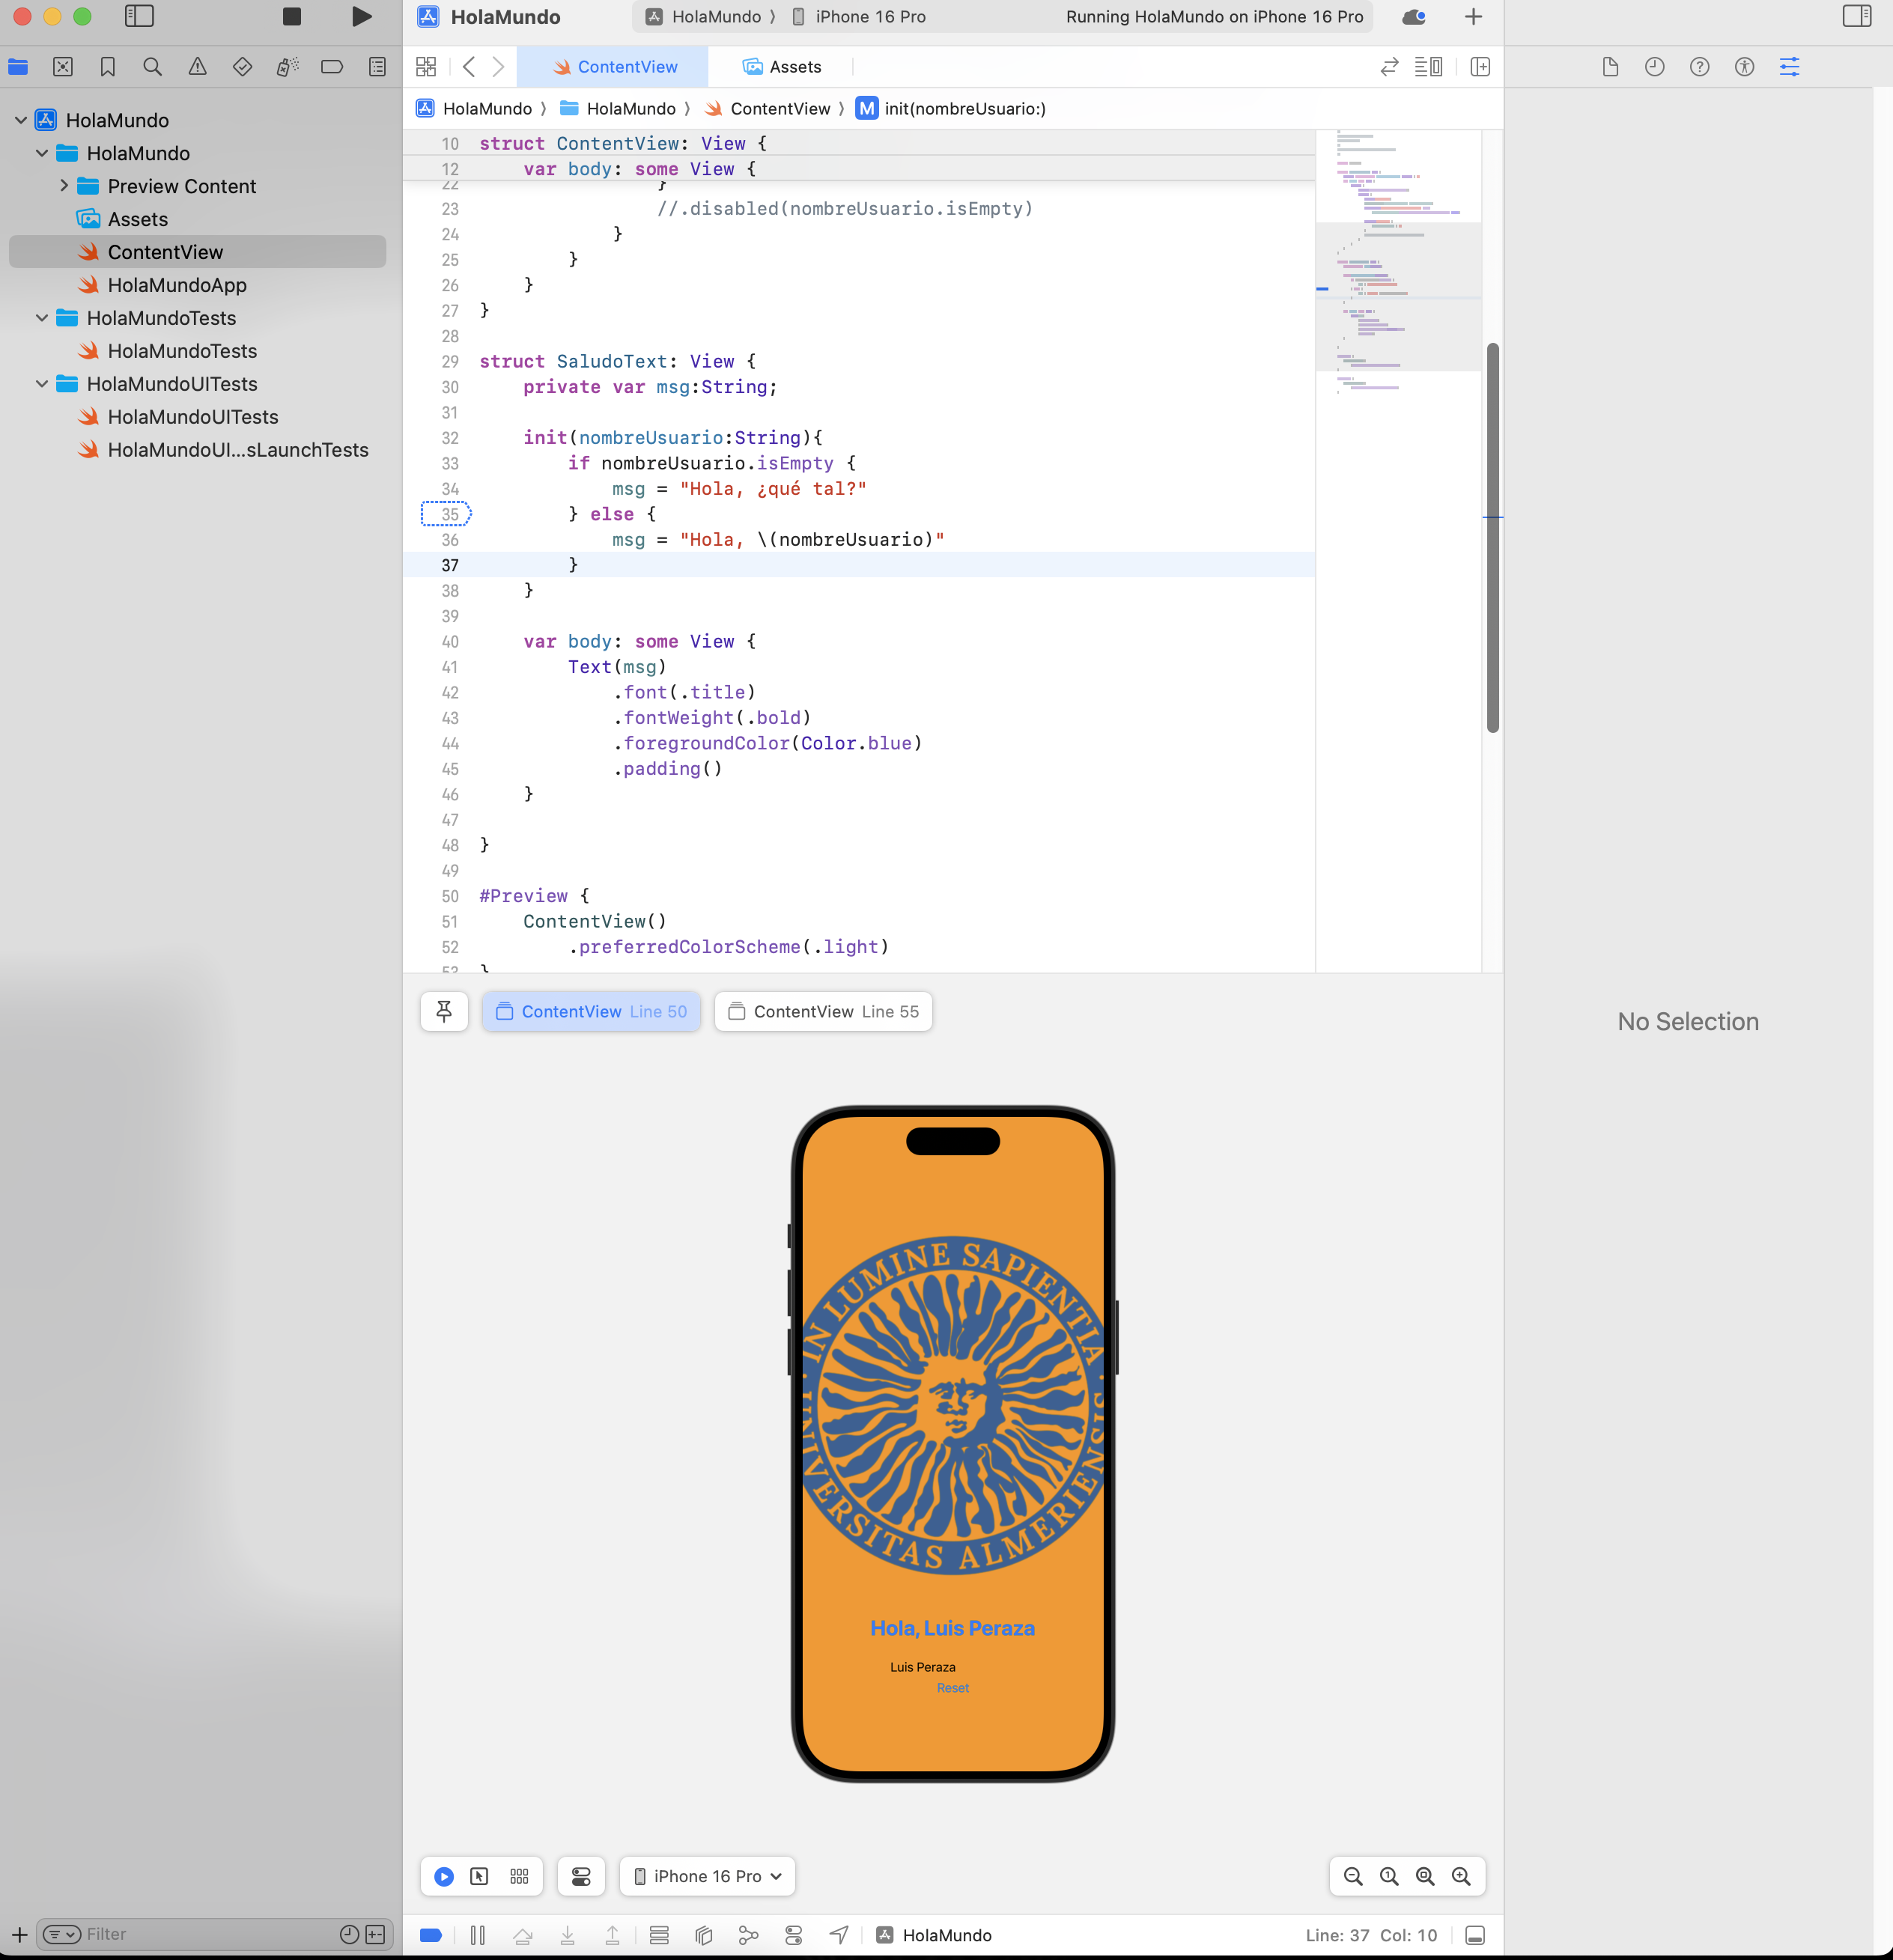 HolaMundo
HolaMundo
iPhone 16 Pro
Running HolaMundo on iPhone 16 Pro
ContentView
Assets
HolaMundo
HolaMundo
ContentView
M init(nombreUsuario:)
HolaMundo
HolaMundo
Preview Content
Assets
ContentView
HolaMundoApp
HolaMundoTests
HolaMundoTests
HolaMundoUITests
HolaMundoUITests
HolaMundoUI...sLaunchTests
Filter
10 struct ContentView: View {
12 var body: some View {
22 }
23 //.disabled(nombreUsuario.isEmpty)
24 }
25 }
26 }
27 }
28
29 struct SaludoText: View {
30 private var msg:String;
31
32 init(nombreUsuario:String){
33 if nombreUsuario.isEmpty {
34 msg = "Hola, ¿qué tal?"
35 } else {
36 msg = "Hola, \(nombreUsuario)"
37 }
38 }
39
40 var body: some View {
41 Text(msg)
42 .font(.title)
43 .fontWeight(.bold)
44 .foregroundColor(Color.blue)
45 .padding()
46 }
47
48 }
49
50 #Preview {
51 ContentView()
52 .preferredColorScheme(.light)
53 }
ContentView Line 50
ContentView Line 55
IN LUMINE SAPIENTIA
VERSITAS ALMERIEN
Hola, Luis Peraza
Luis Peraza
Reset
iPhone 16 Pro
HolaMundo
Line: 37 Col: 10
No Selection